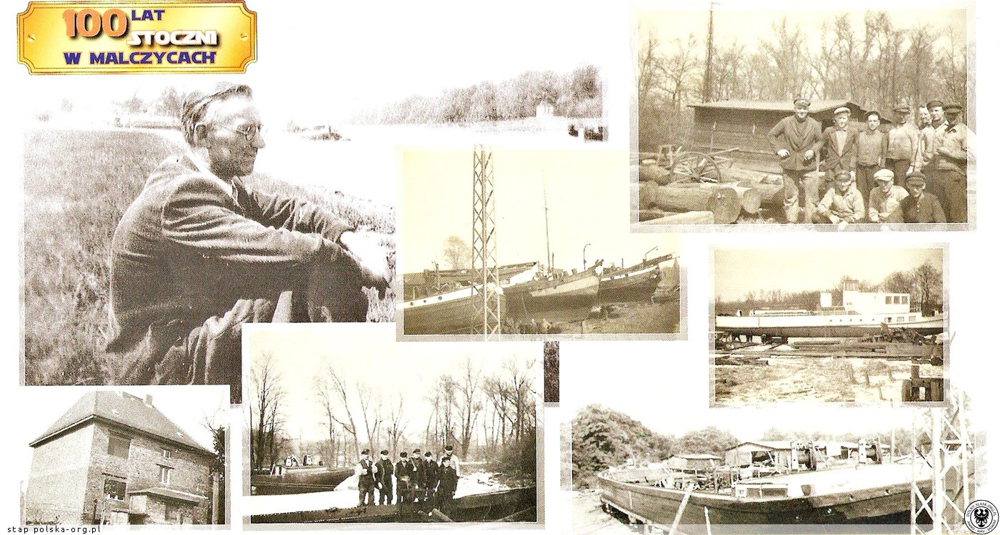 100 LAT
STOCZNI
W MALCZYCACH
stap polska-org.pl